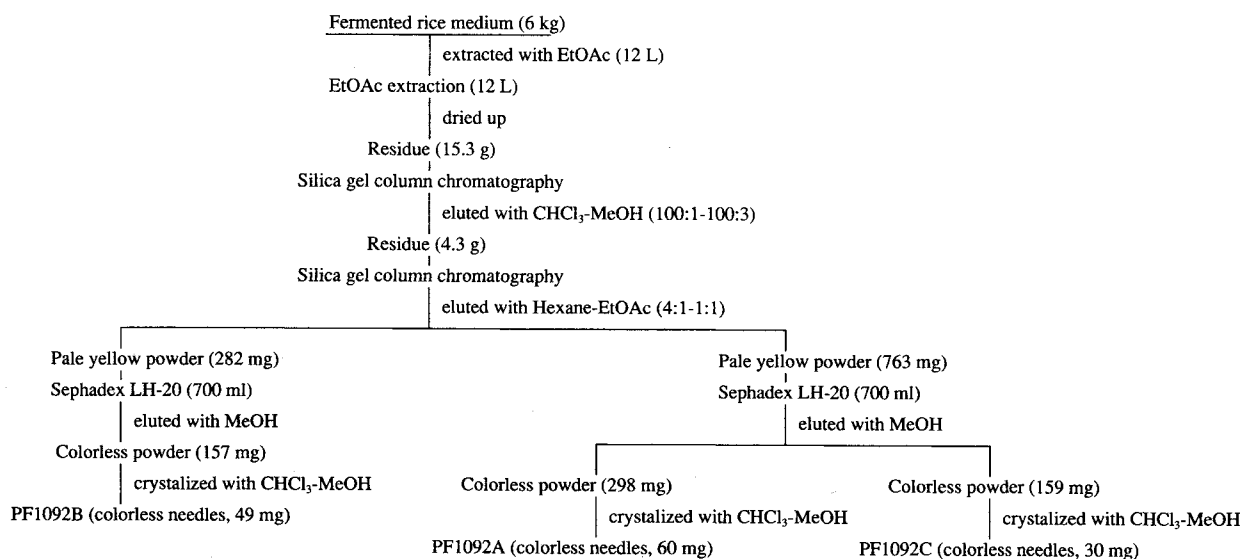 Fermented rice medium (6 kg)
extracted with EtOAc (12 L)
EtOAc extraction (12 L)
dried up
Residue (15.3 g)
Silica gel column chromatography
eluted with CHCl₃-MeOH (100:1-100:3)
Residue (4.3 g)
Silica gel column chromatography
eluted with Hexane-EtOAc (4:1-1:1)
Pale yellow powder (282 mg)
Sephadex LH-20 (700 ml)
eluted with MeOH
Colorless powder (157 mg)
crystalized with CHCl₃-MeOH
PF1092B (colorless needles, 49 mg)
Pale yellow powder (763 mg)
Sephadex LH-20 (700 ml)
eluted with MeOH
Colorless powder (298 mg)
crystalized with CHCl₃-MeOH
PF1092A (colorless needles, 60 mg)
Colorless powder (159 mg)
crystalized with CHCl₃-MeOH
PF1092C (colorless needles, 30 mg)